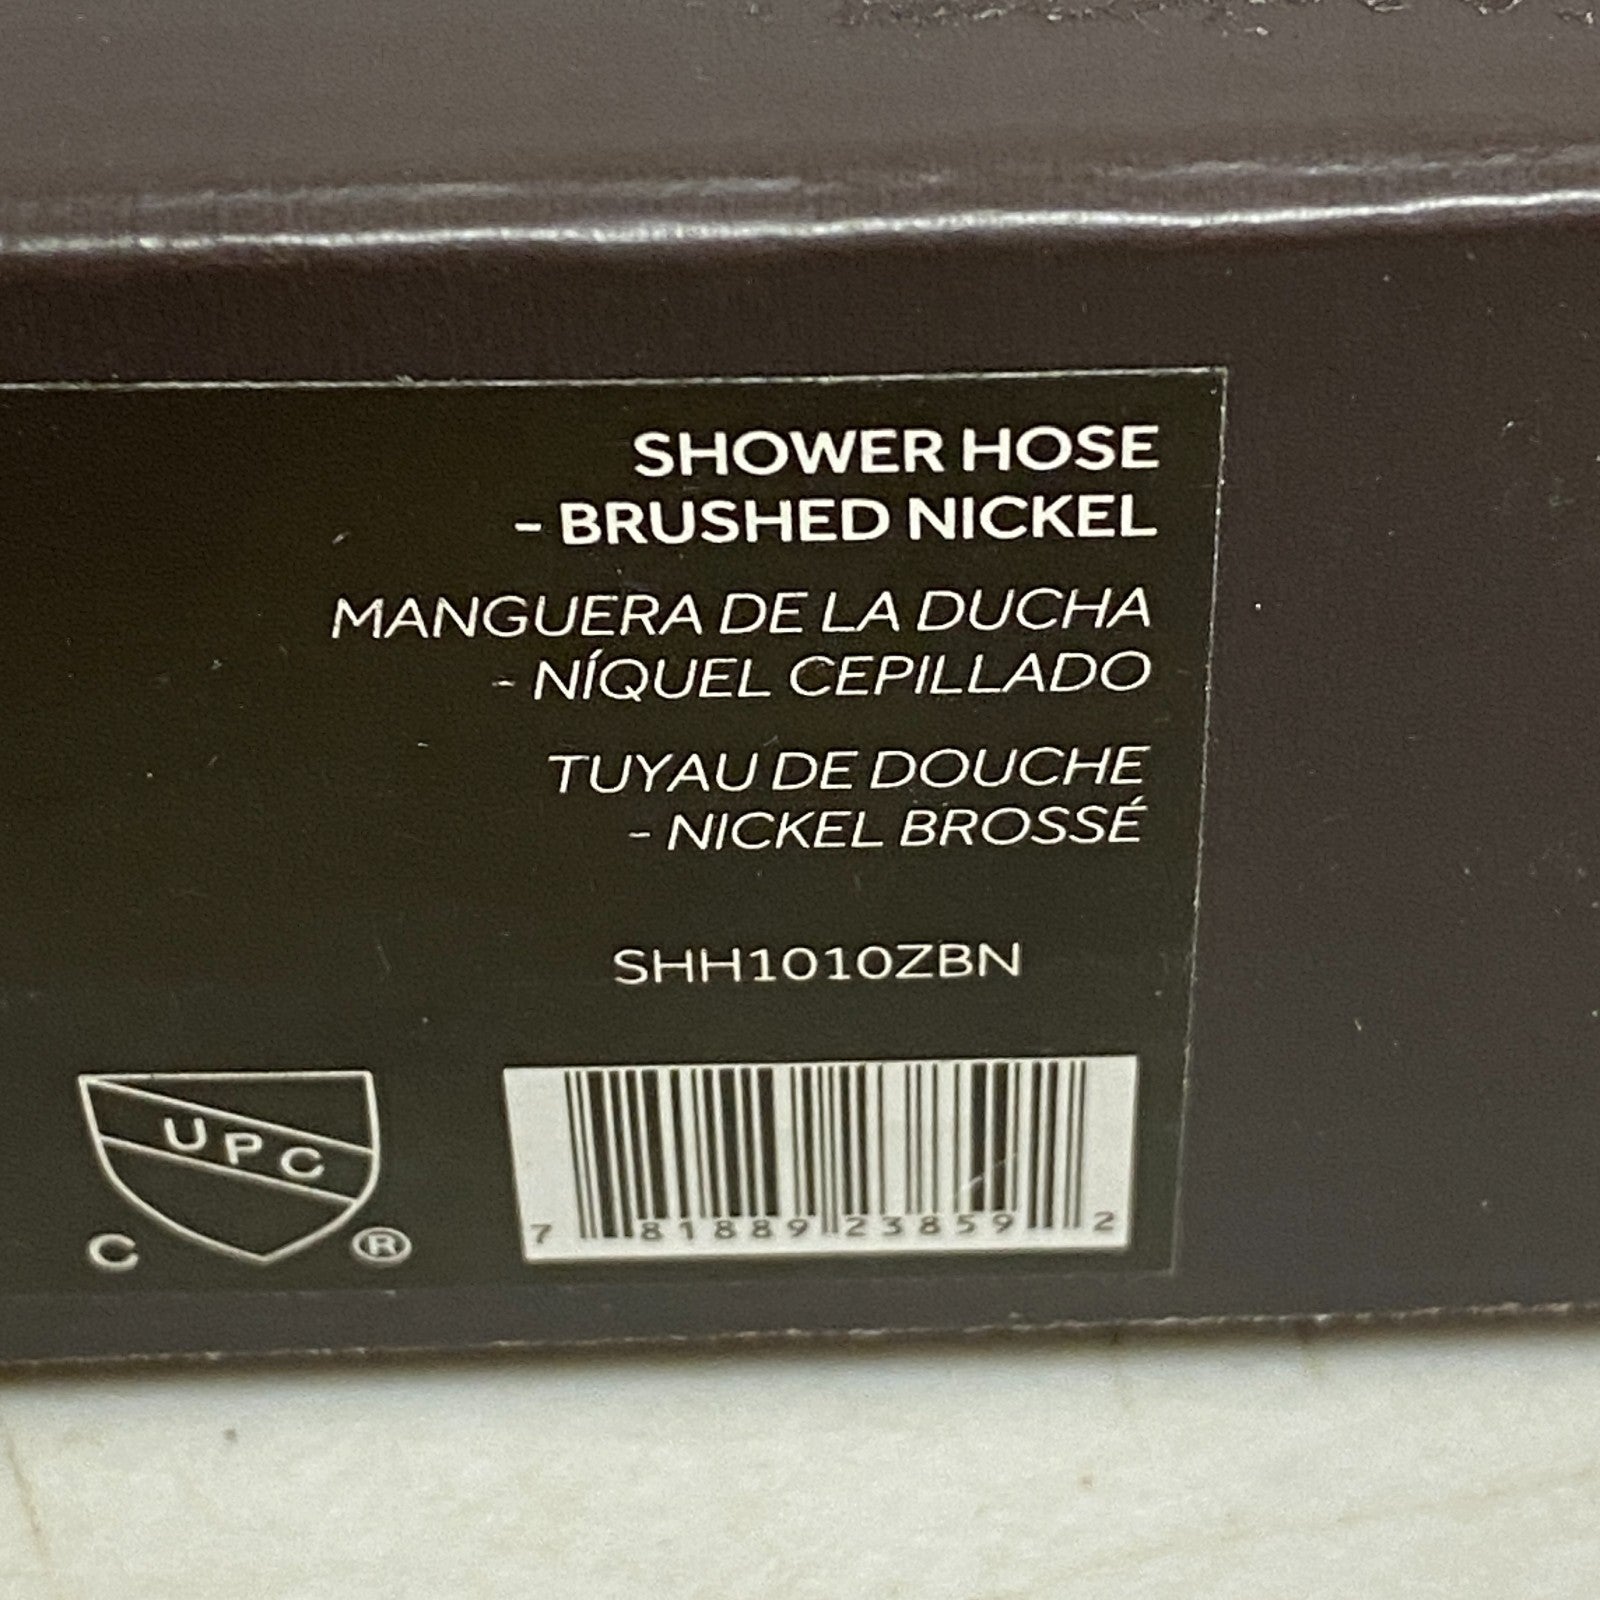 SHOWER HOSE
- BRUSHED NICKEL
MANGUERA DE LA DUCHA
- NÍQUEL CEPILLADO
TUYAU DE DOUCHE
- NICKEL BROSSÉ
SHH1010ZBN
UPC
C ®
7 81889 23859 2